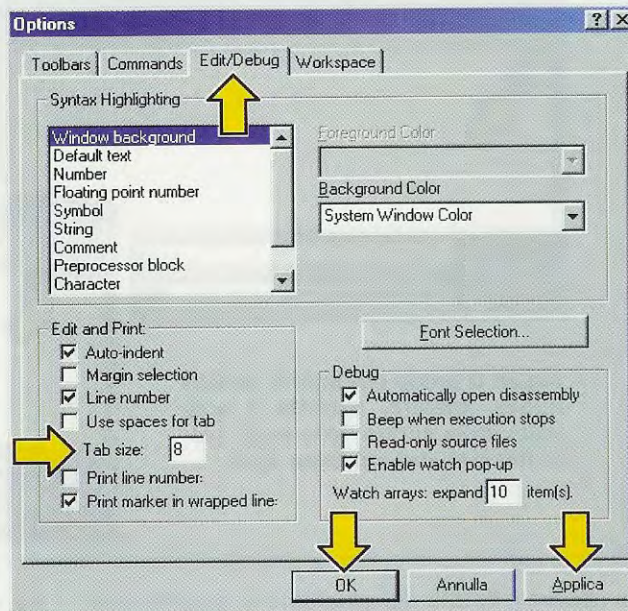 Options
Toolbars Commands Edit/Debug Workspace
Syntax Highlighting
Window background
Default text
Number
Floating point number
Symbol
String
Comment
Preprocessor block
Character
Foreground Color
Background Color
System Window Color
Font Selection...
Edit and Print:
Auto-indent
Margin selection
Line number
Use spaces for tab
Tab size: 8
Print line number:
Print marker in wrapped line:
Debug
Automatically open disassembly
Beep when execution stops
Read-only source files
Enable watch pop-up
Watch arrays: expand 10 item(s).
OK Annulla Applica